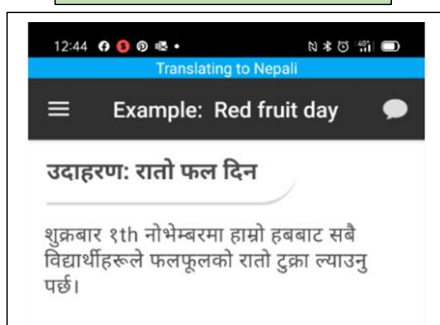 12:44
Translating to Nepali
Example: Red fruit day
उदाहरण: रातो फल दिन
शुक्रबार १th नोभेम्बरमा हाम्रो हबबाट सबै
विद्यार्थीहरूले फलफूलको रातो टुक्रा ल्याउनु
पर्छ।